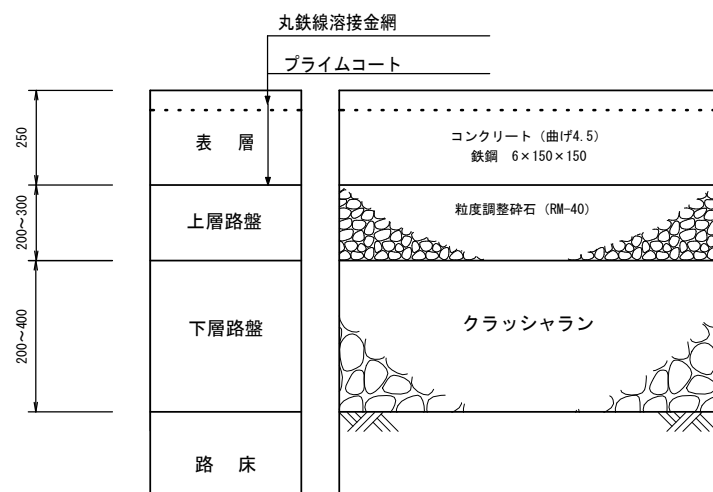 丸鉄線溶接金網
プライムコート
250
表　層
コンクリート（曲げ4.5）
鉄鋼　6×150×150
200～300
上層路盤
粒度調整砕石（RM-40）
200～400
下層路盤
クラッシャラン
路　床